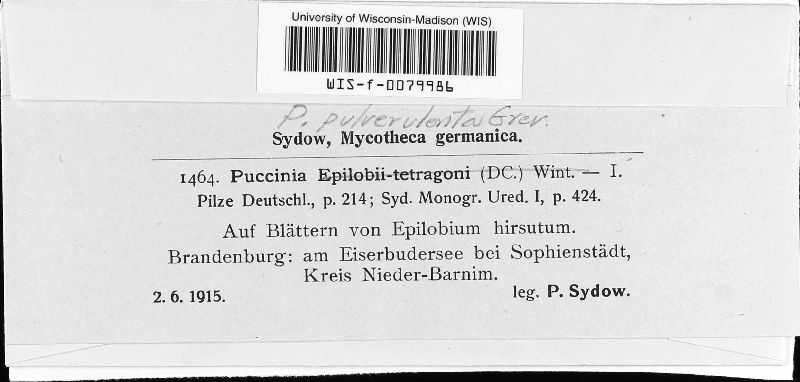 University of Wisconsin-Madison (WIS)
WIS-f-0079986
P. pulverulenta Grev.
Sydow, Mycotheca germanica.
1464. Puccinia Epilobii-tetragoni (DC.) Wint. — I.
Pilze Deutschl., p. 214; Syd. Monogr. Ured. I, p. 424.
Auf Blättern von Epilobium hirsutum.
Brandenburg: am Eiserbudersee bei Sophienstädt,
Kreis Nieder-Barnim.
2. 6. 1915. leg. P. Sydow.